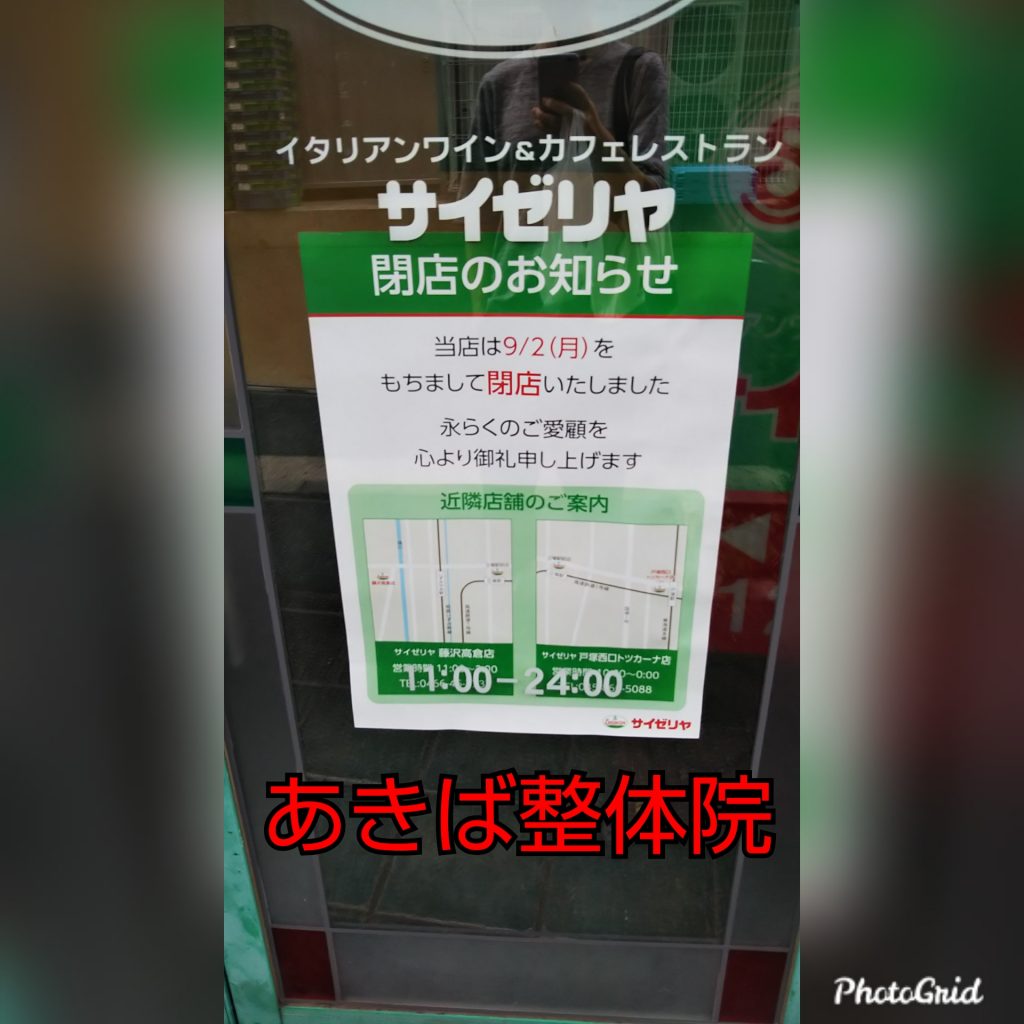 イタリアンワイン&カフェレストラン
サイゼリヤ
閉店のお知らせ
当店は9/2(月)を
もちまして閉店いたしました
永らくのご愛顧を
心より御礼申し上げます
近隣店舗のご案内
サイゼリヤ 藤沢高倉店
サイゼリヤ 戸塚西口トツカーナ店
営業時間
11:00-24:00
サイゼリヤ
あきば整体院
PhotoGrid